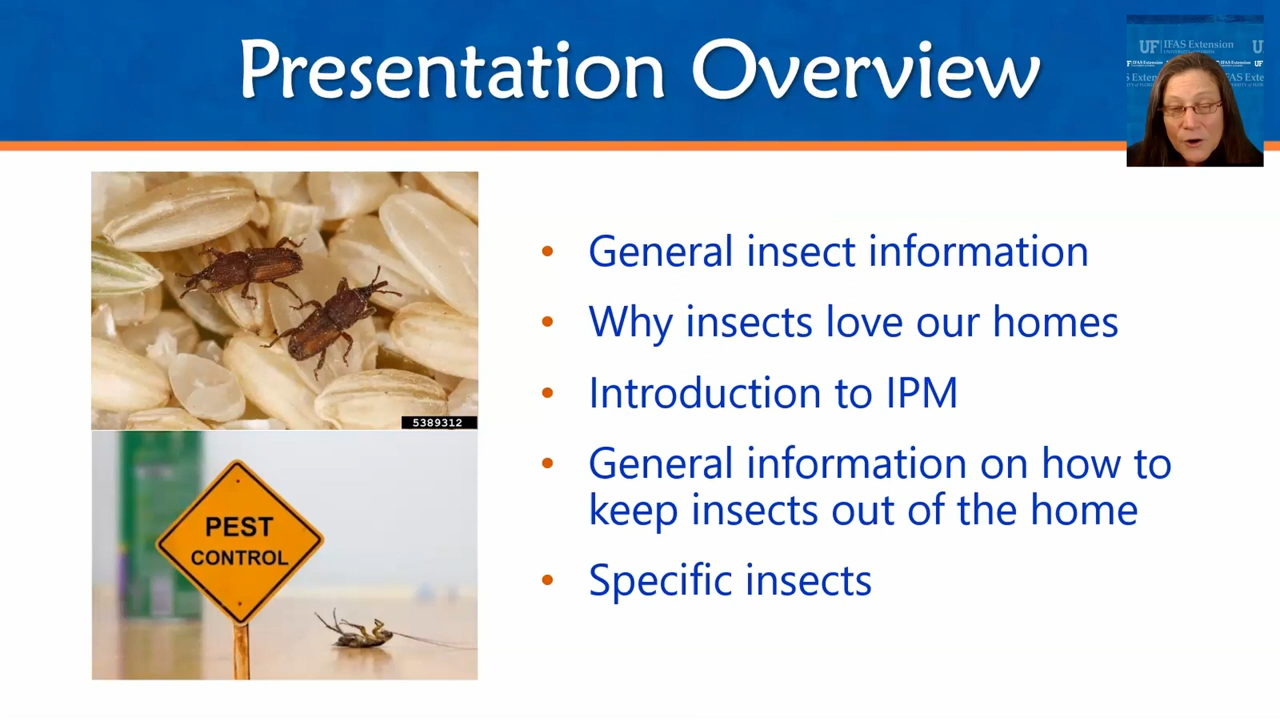 Presentation Overview
UF IFAS Extension
• General insect information
• Why insects love our homes
• Introduction to IPM
• General information on how to
keep insects out of the home
• Specific insects
5389312
PEST
CONTROL